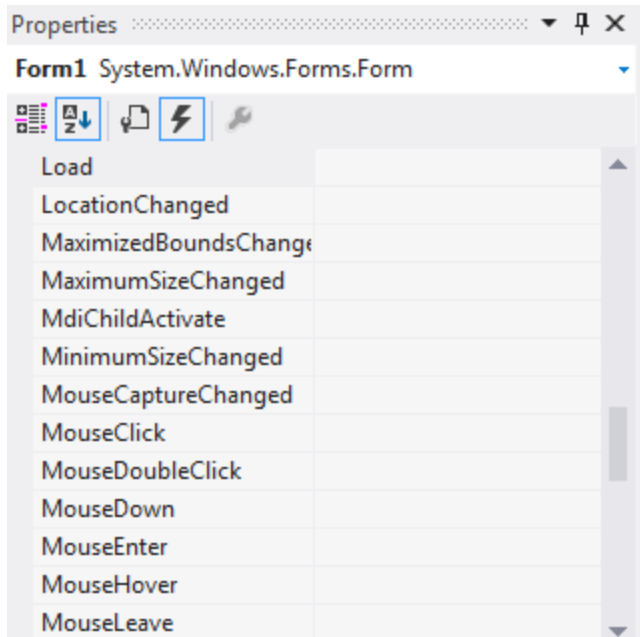 Properties
Form1 System.Windows.Forms.Form
Load
LocationChanged
MaximizedBoundsChange
MaximumSizeChanged
MdiChildActivate
MinimumSizeChanged
MouseCaptureChanged
MouseClick
MouseDoubleClick
MouseDown
MouseEnter
MouseHover
MouseLeave